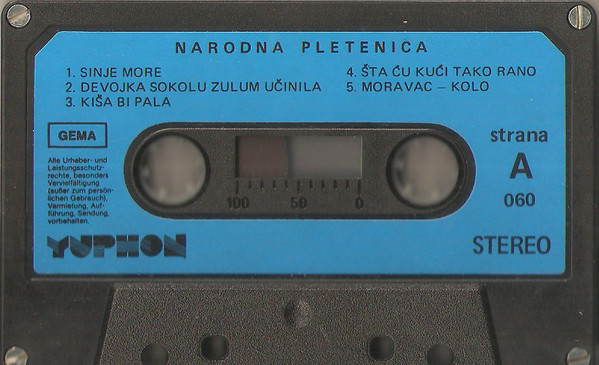 NARODNA PLETENICA
1. SINJE MORE
2. DEVOJKA SOKOLU ZULUM UČINILA
3. KIŠA BI PALA
4. ŠTA ĆU KUĆI TAKO RANO
5. MORAVAC – KOLO
GEMA
Alle Urheber- und
Leistungsschutz-
rechte, besonders
Vervielfältigung
(außer zum persön-
lichen Gebrauch),
Vermietung, Auf-
führung, Sendung,
vorbehalten.
100 50 0
strana
A
060
YUPHON
STEREO